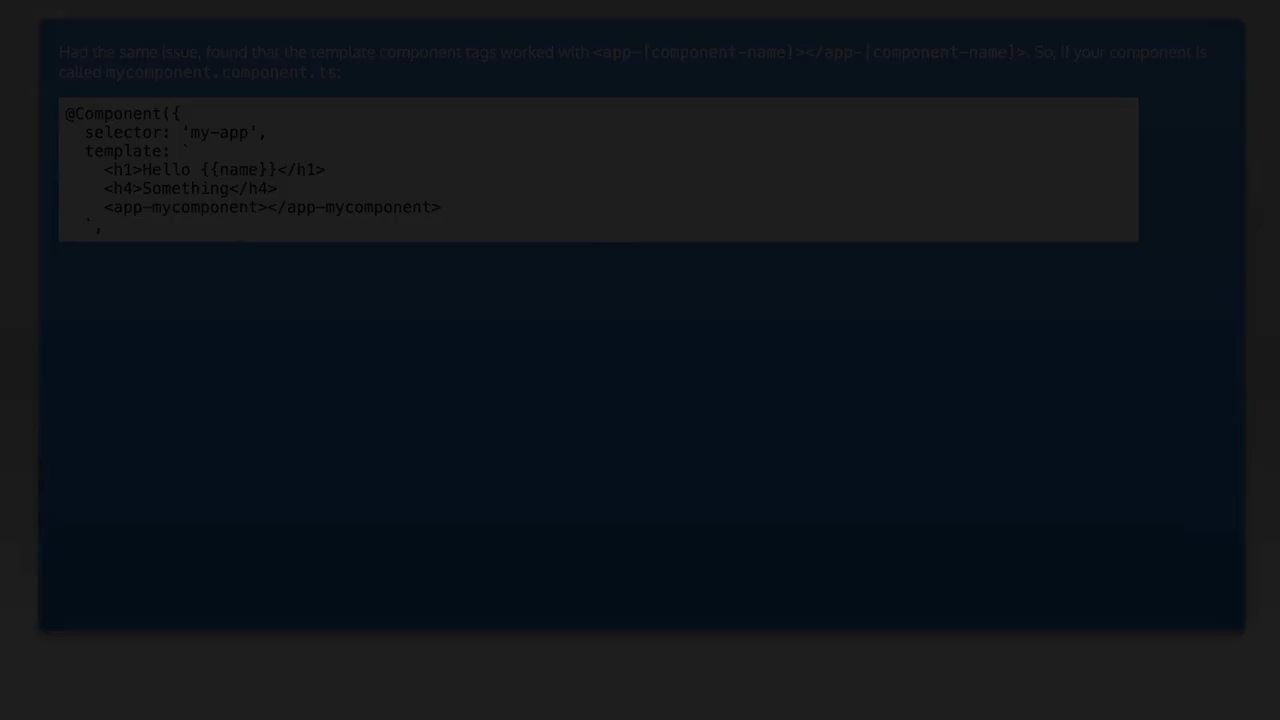 Had the same issue, found that the template component tags worked with <app-[component-name]></app-[component-name]>. So, if your component is
called mycomponent.component.ts:
@Component({
  selector: 'my-app',
  template: `
    <h1>Hello {{name}}</h1>
    <h4>Something</h4>
    <app-mycomponent></app-mycomponent>
  `,